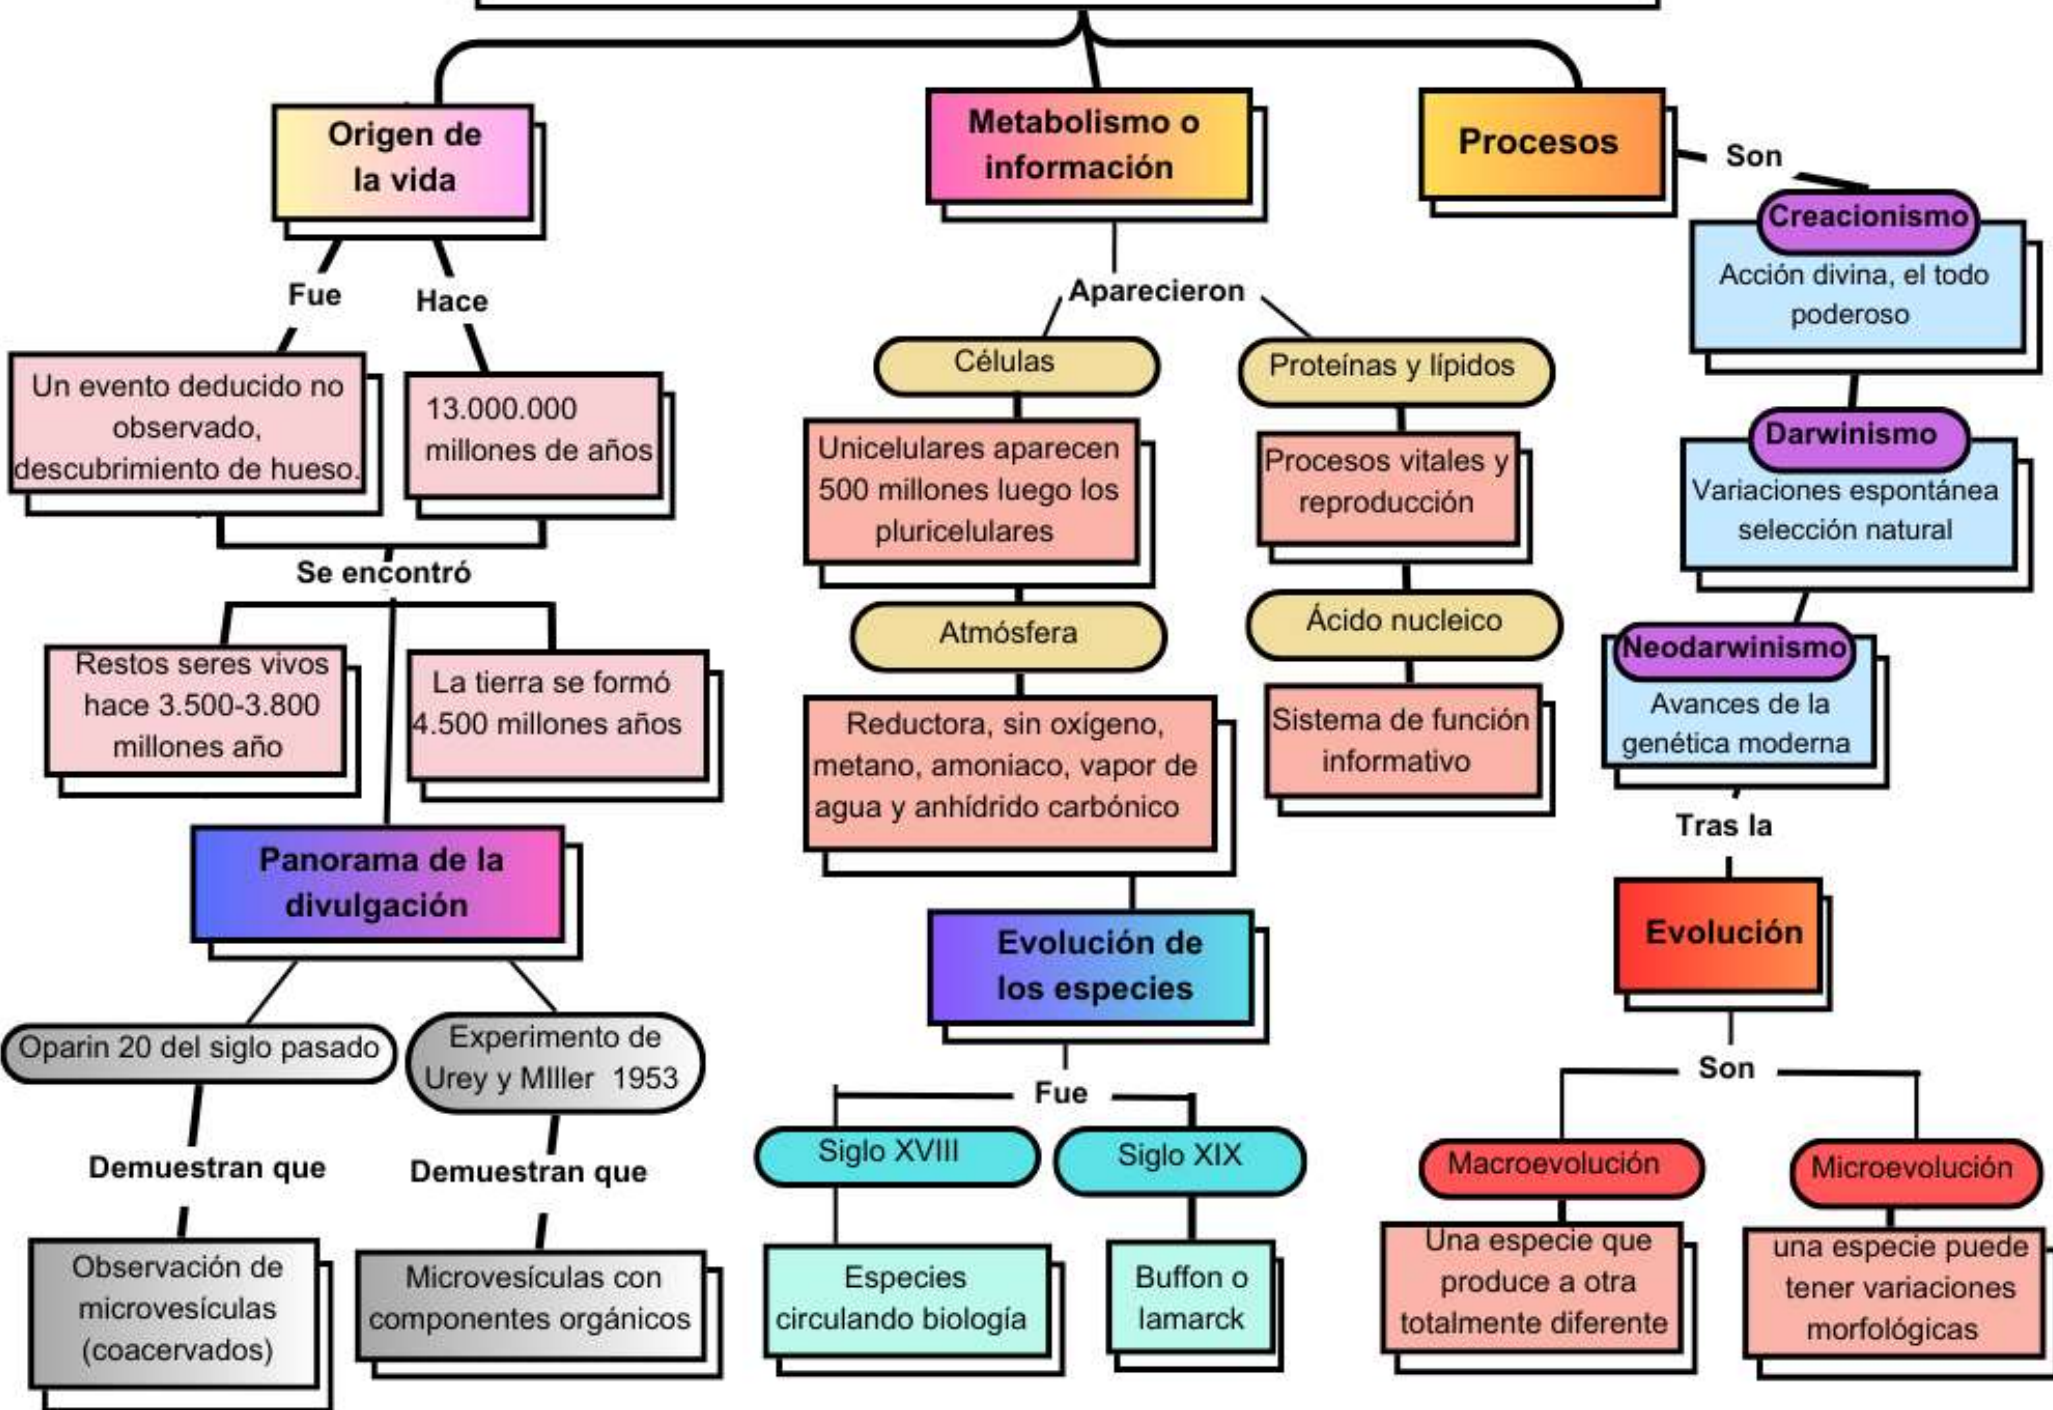 Origen de
la vida
Fue
Hace
Un evento deducido no
observado,
descubrimiento de hueso.
13.000.000
millones de años
Se encontró
Restos seres vivos
hace 3.500-3.800
millones año
La tierra se formó
4.500 millones años
Panorama de la
divulgación
Oparin 20 del siglo pasado
Experimento de
Urey y MIller 1953
Demuestran que
Demuestran que
Observación de
microvesículas
(coacervados)
Microvesículas con
componentes orgánicos
Metabolismo o
información
Aparecieron
Células
Unicelulares aparecen
500 millones luego los
pluricelulares
Atmósfera
Reductora, sin oxígeno,
metano, amoniaco, vapor de
agua y anhídrido carbónico
Proteínas y lípidos
Procesos vitales y
reproducción
Ácido nucleico
Sistema de función
informativo
Evolución de
los especies
Fue
Siglo XVIII
Especies
circulando biología
Siglo XIX
Buffon o
lamarck
Procesos
Son
Creacionismo
Acción divina, el todo
poderoso
Darwinismo
Variaciones espontánea
selección natural
Neodarwinismo
Avances de la
genética moderna
Tras la
Evolución
Son
Macroevolución
Una especie que
produce a otra
totalmente diferente
Microevolución
una especie puede
tener variaciones
morfológicas